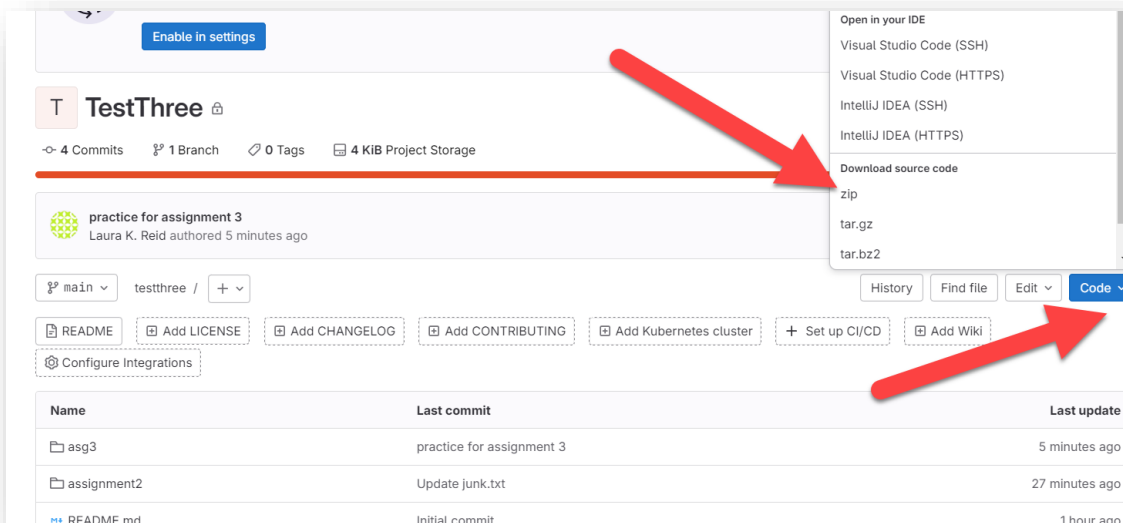 Enable in settings
Open in your IDE
Visual Studio Code (SSH)
Visual Studio Code (HTTPS)
IntelliJ IDEA (SSH)
IntelliJ IDEA (HTTPS)
Download source code
zip
tar.gz
tar.bz2
T TestThree
4 Commits 1 Branch 0 Tags 4 KiB Project Storage
practice for assignment 3
Laura K. Reid authored 5 minutes ago
main testthree / +
History Find file Edit Code
README Add LICENSE Add CHANGELOG Add CONTRIBUTING Add Kubernetes cluster + Set up CI/CD Add Wiki
Configure Integrations
Name Last commit Last update
asg3 practice for assignment 3 5 minutes ago
assignment2 Update junk.txt 27 minutes ago
README.md Initial commit 1 hour ago